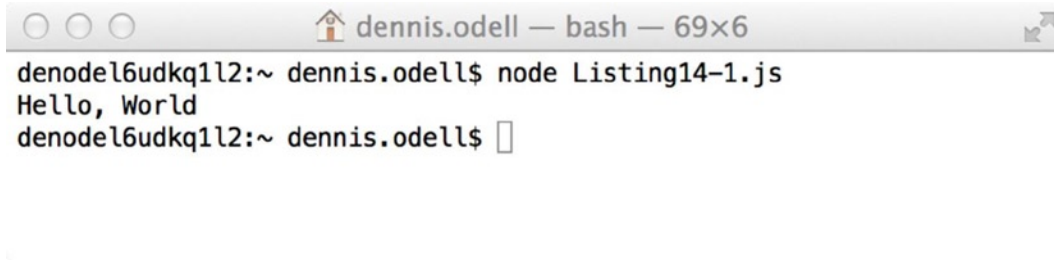 dennis.odell — bash — 69×6
denodel6udkq1l2:~ dennis.odell$ node Listing14-1.js
Hello, World
denodel6udkq1l2:~ dennis.odell$